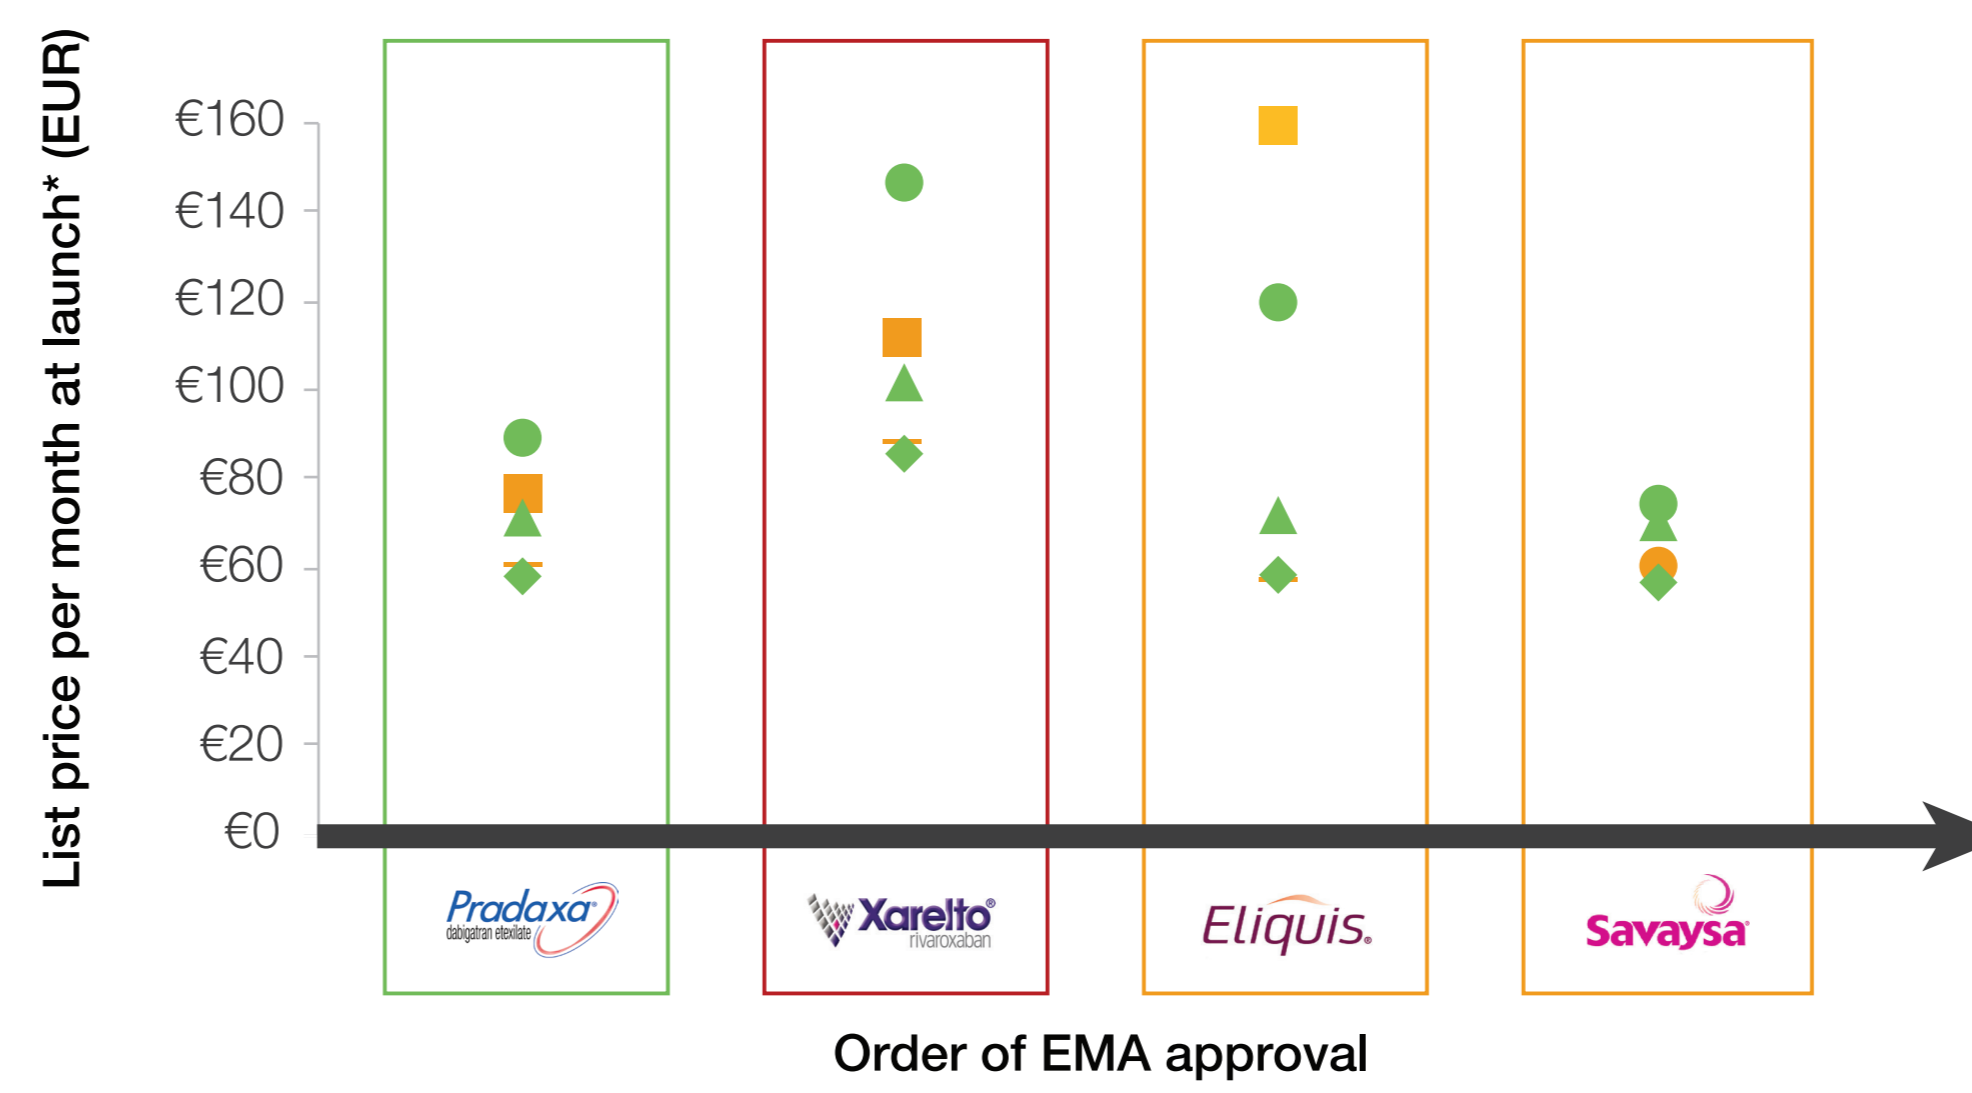 List price per month at launch* (EUR)
€160
€140
€120
€100
€80
€60
€40
€20
€0
Pradaxa®
dabigatran etexilate
Xarelto®
rivaroxaban
Eliquis®
Savaysa®
Order of EMA approval